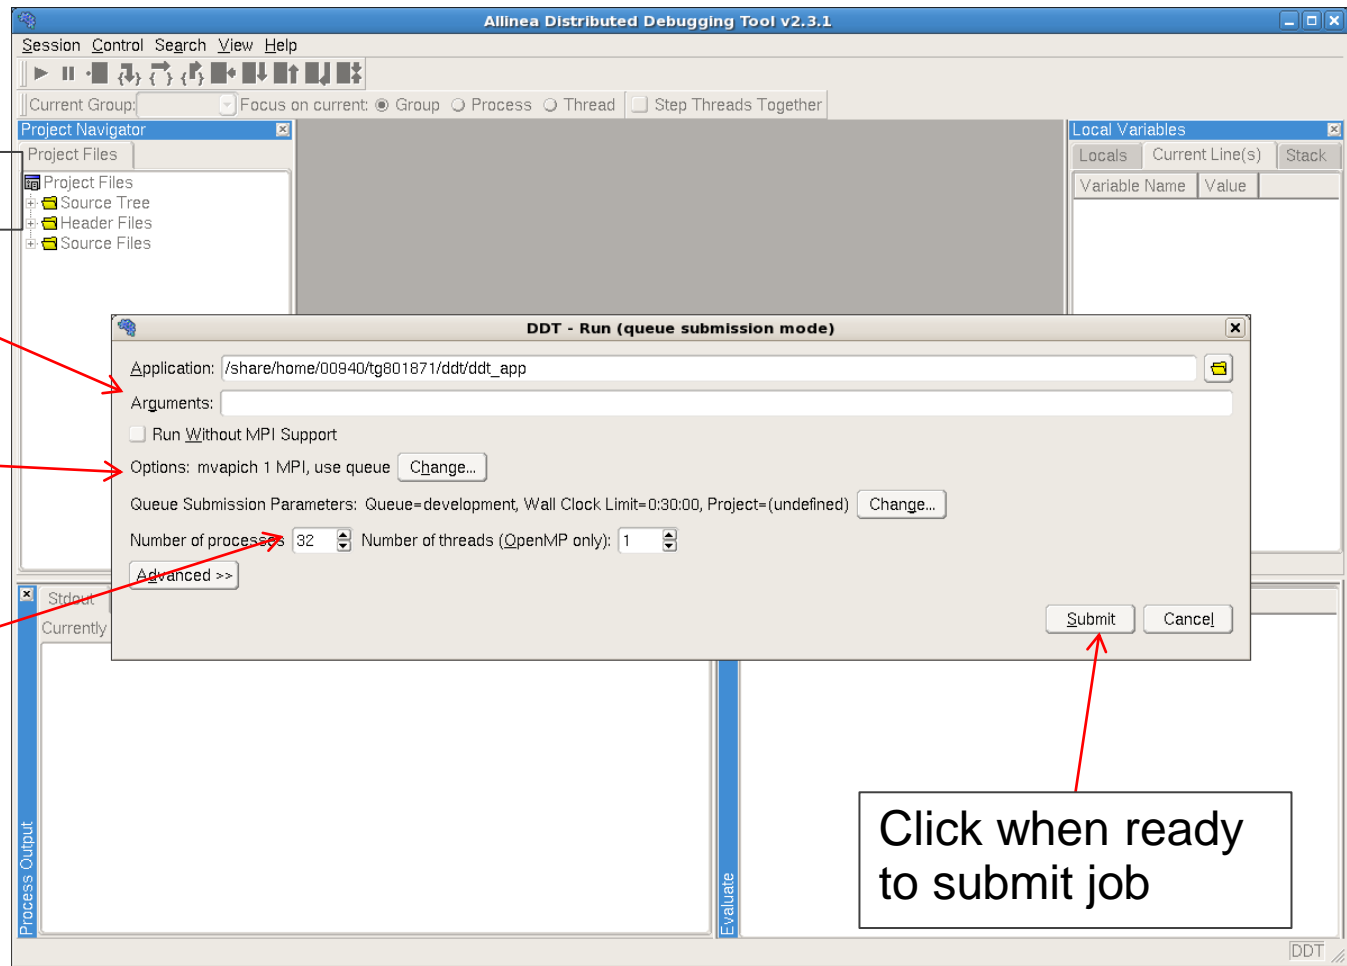 Allinea Distributed Debugging Tool v2.3.1
Session Control Search View Help
Current Group: Focus on current: Group Process Thread Step Threads Together
Project Navigator
Project Files
Project Files
Source Tree
Header Files
Source Files
Local Variables
Locals Current Line(s) Stack
Variable Name Value
DDT - Run (queue submission mode)
Application: /share/home/00940/tg801871/ddt/ddt_app
Arguments:
Run Without MPI Support
Options: mvapich 1 MPI, use queue Change...
Queue Submission Parameters: Queue=development, Wall Clock Limit=0:30:00, Project=(undefined) Change...
Number of processes 32 Number of threads (OpenMP only): 1
Advanced >>
Submit Cancel
Stdout
Currently
Process Output
Evaluate
Click when ready
to submit job
DDT